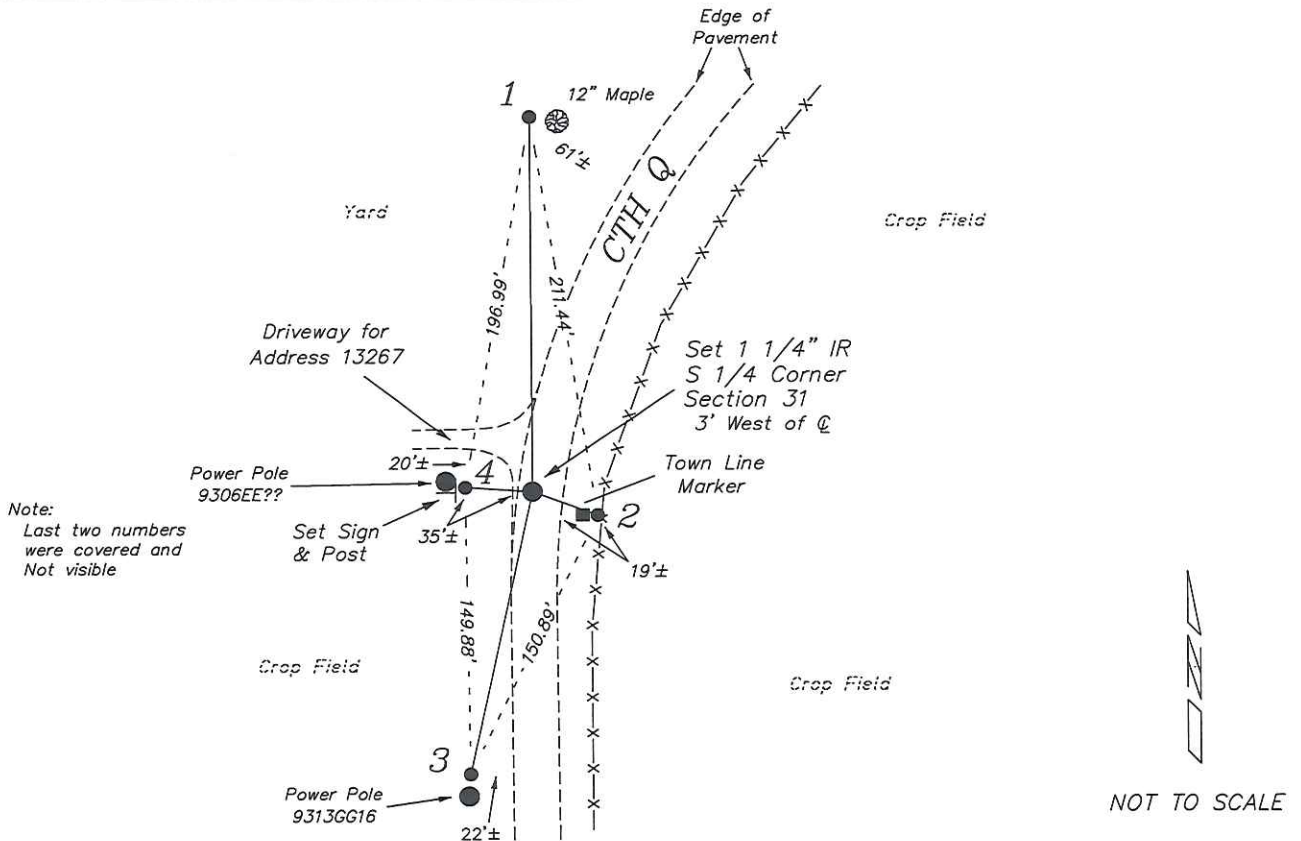 Edge of
Pavement
1
12" Maple
61'±
CTH Q
Yard
Crop Field
196.99'
211.44'
Driveway for
Address 13267
Set 1 1/4" IR
S 1/4 Corner
Section 31
3' West of ℄
20'±
4
Town Line
Marker
Power Pole
9306EE??
Note:
Last two numbers
were covered and
Not visible
Set Sign
& Post
35'±
2
19'±
149.88'
150.89'
Crop Field
Crop Field
N
3
Power Pole
9313GG16
22'±
NOT TO SCALE